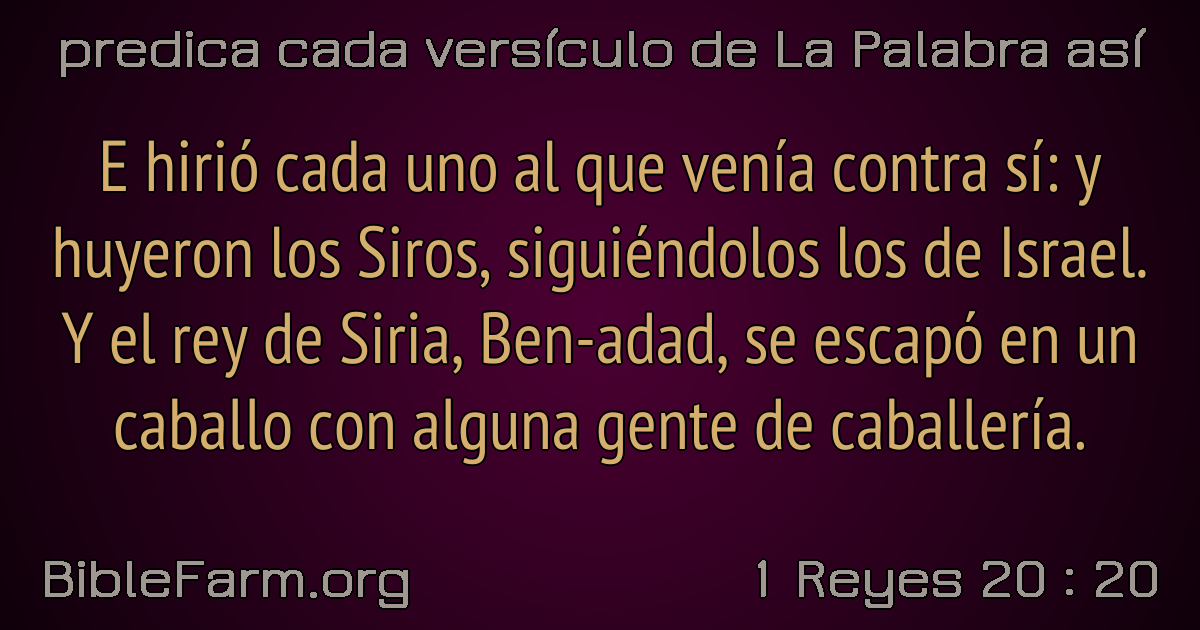 predica cada versículo de La Palabra así
E hirió cada uno al que venía contra sí: y
huyeron los Siros, siguiéndolos los de Israel.
Y el rey de Siria, Ben-adad, se escapó en un
caballo con alguna gente de caballería.
BibleFarm.org
1 Reyes 20 : 20